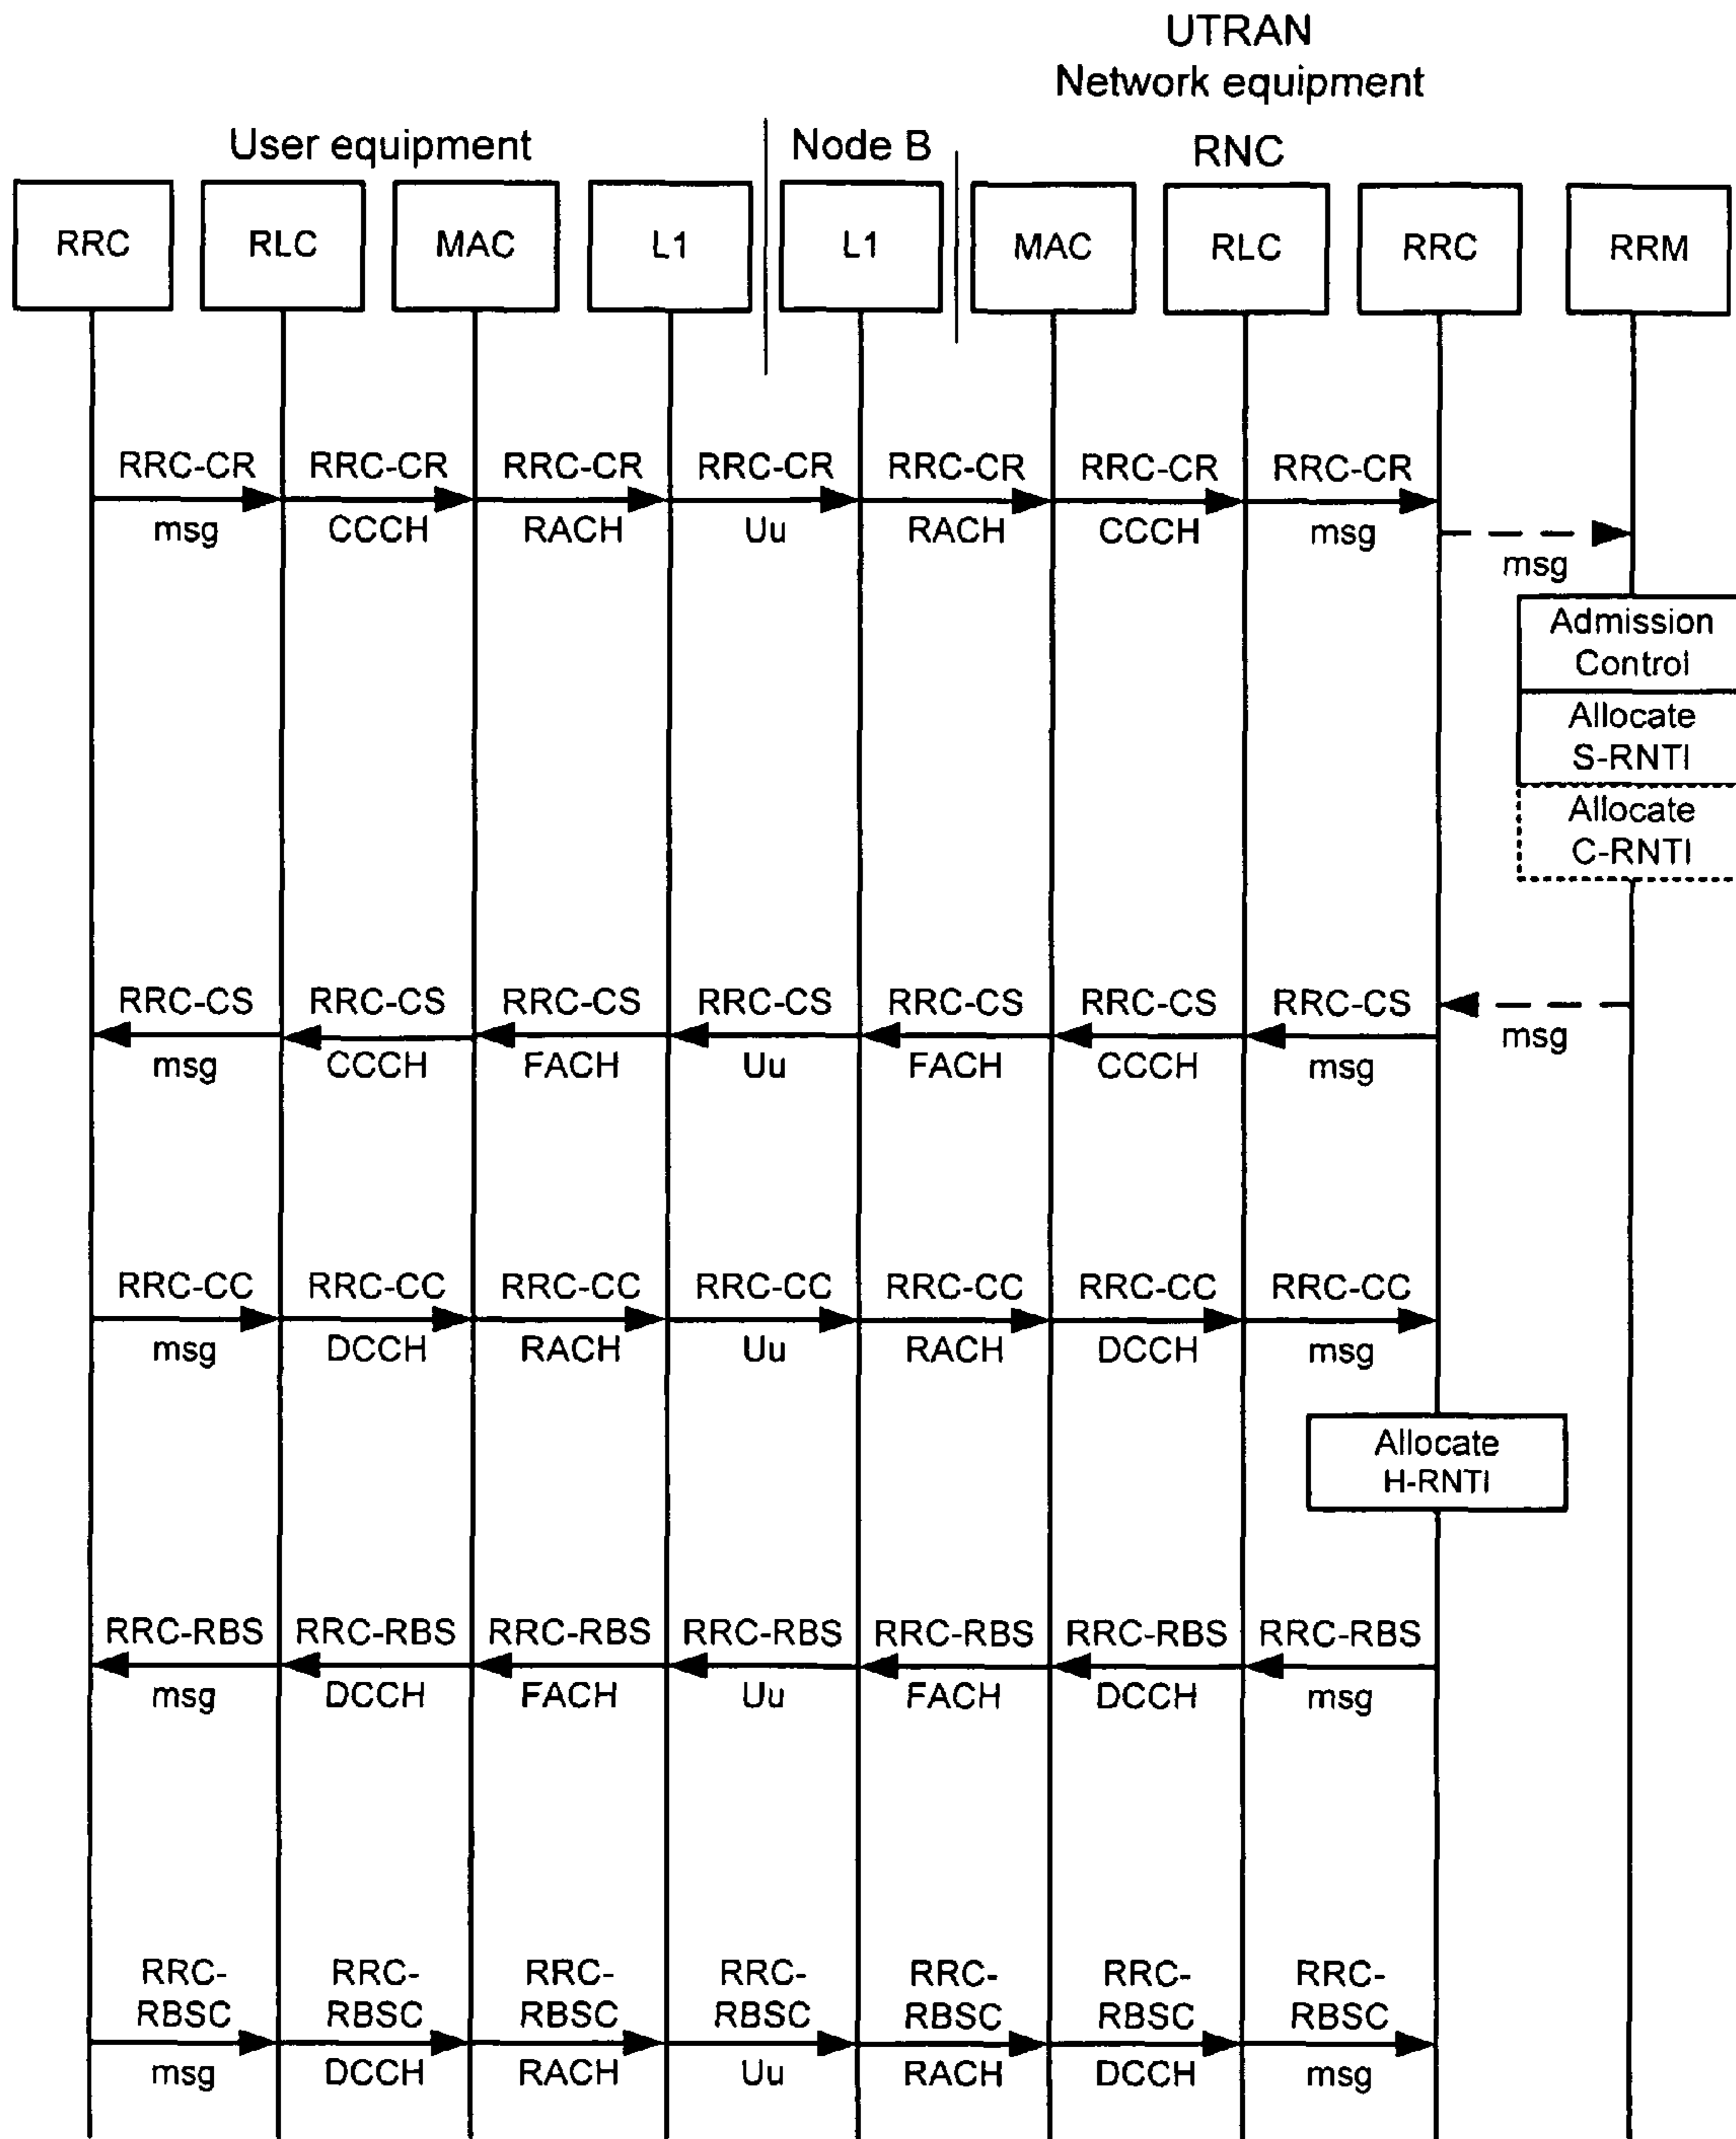 UTRAN
Network equipment
User equipment
Node B
RNC
RRC
RLC
MAC
L1
L1
MAC
RLC
RRC
RRM
RRC-CR RRC-CR RRC-CR RRC-CR RRC-CR RRC-CR RRC-CR
msg CCCH RACH Uu RACH CCCH msg
msg
Admission
Control
Allocate
S-RNTI
Allocate
C-RNTI
RRC-CS RRC-CS RRC-CS RRC-CS RRC-CS RRC-CS RRC-CS
msg CCCH FACH Uu FACH CCCH msg
msg
RRC-CC RRC-CC RRC-CC RRC-CC RRC-CC RRC-CC RRC-CC
msg DCCH RACH Uu RACH DCCH msg
Allocate
H-RNTI
RRC-RBS RRC-RBS RRC-RBS RRC-RBS RRC-RBS RRC-RBS RRC-RBS
msg DCCH FACH Uu FACH DCCH msg
RRC- RRC- RRC- RRC- RRC- RRC- RRC-
RBSC RBSC RBSC RBSC RBSC RBSC RBSC
msg DCCH RACH Uu RACH DCCH msg